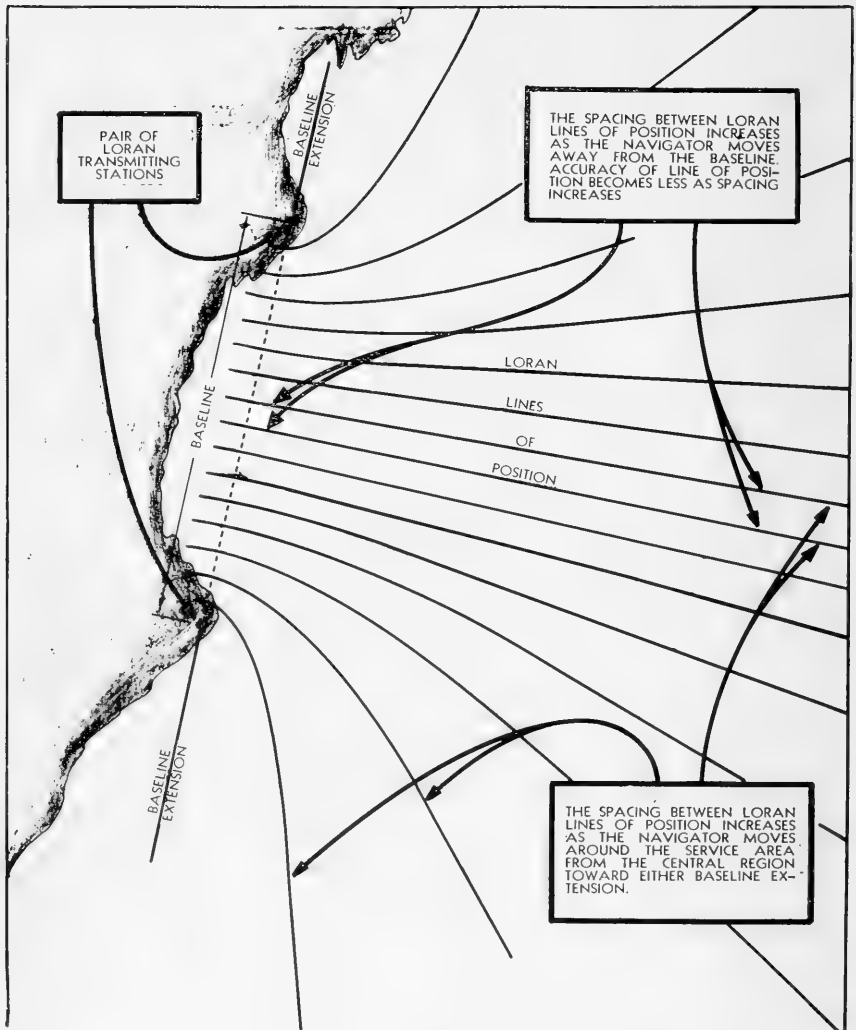 PAIR OF
LORAN
TRANSMITTING
STATIONS
BASELINE
EXTENSION
THE SPACING BETWEEN LORAN
LINES OF POSITION INCREASES
AS THE NAVIGATOR MOVES
AWAY FROM THE BASELINE.
ACCURACY OF LINE OF POSI-
TION BECOMES LESS AS SPACING
INCREASES
BASELINE
LORAN
LINES
OF
POSITION
BASELINE
EXTENSION
THE SPACING BETWEEN LORAN
LINES OF POSITION INCREASES
AS THE NAVIGATOR MOVES
AROUND THE SERVICE AREA
FROM THE CENTRAL REGION
TOWARD EITHER BASELINE EX-
TENSION.